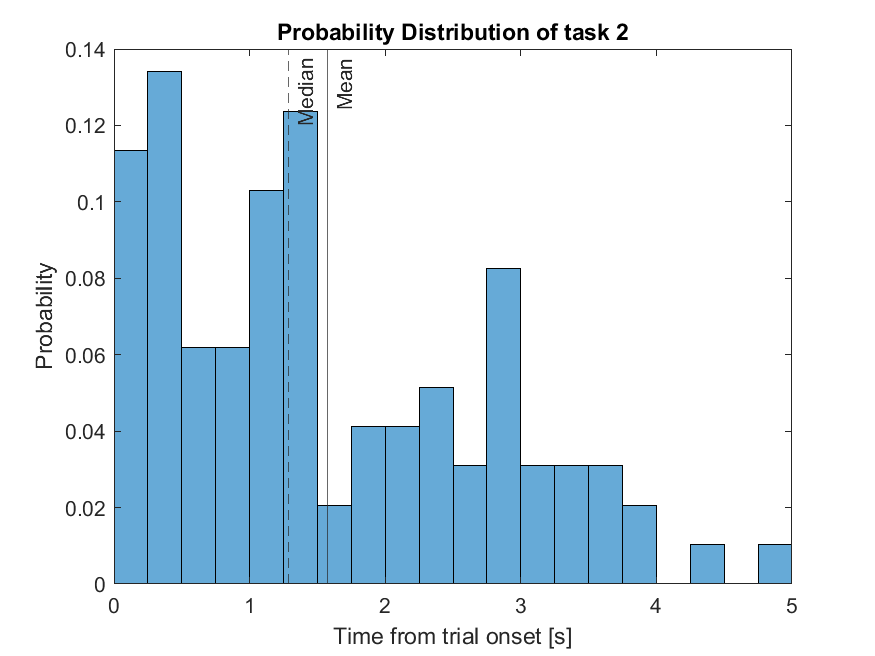 Probability Distribution of task 2
0.14
0.12
0.1
0.08
0.06
0.04
0.02
0
Probability
Median
Mean
0 1 2 3 4 5
Time from trial onset [s]